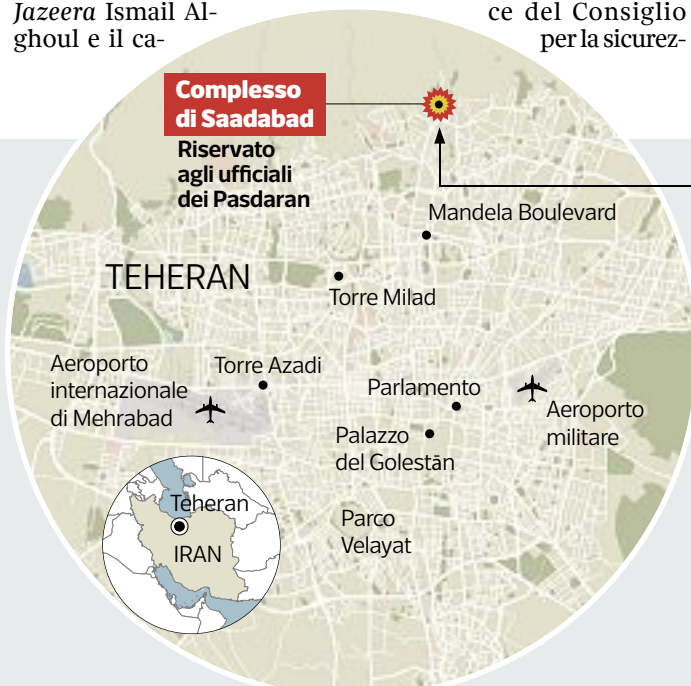 Jazeera Ismail Al-
ghoul e il ca-
ce del Consiglio
per la sicurez-
Complesso
di Saadabad
Riservato
agli ufficiali
dei Pasdaran
Mandela Boulevard
TEHERAN
Torre Milad
Aeroporto
internazionale
di Mehrabad
Torre Azadi
Parlamento
Aeroporto
militare
Palazzo
del Golestān
Parco
Velayat
Teheran
IRAN